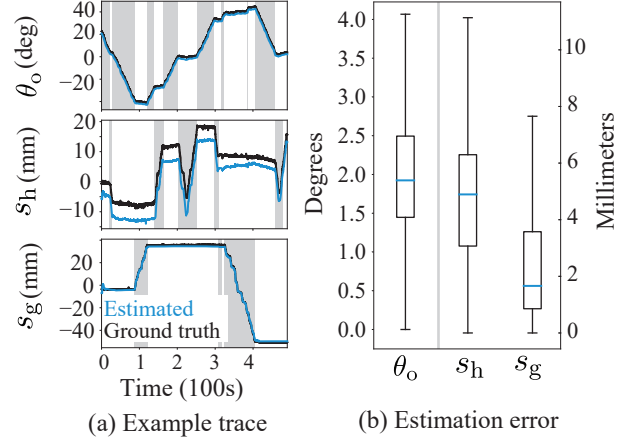 θo (deg)
40
20
0
−20
sh (mm)
10
0
−10
sg (mm)
20
0
−20
−40
Estimated
Ground truth
0 1 2 3 4
Time (100s)
(a) Example trace
Degrees
4.0
3.5
3.0
2.5
2.0
1.5
1.0
0.5
0.0
10
8
6
4
2
0
Millimeters
θo sh sg
(b) Estimation error